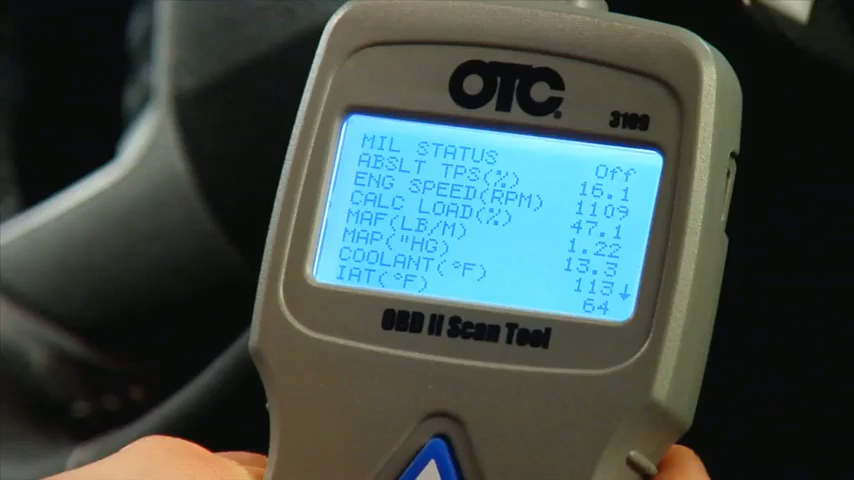 OTC
3109
MIL STATUS Off
ABSLT TPS(%) 16.1
ENG SPEED(RPM) 1109
CALC LOAD(%) 47.1
MAF(LB/M) 1.22
MAP("HG) 13.3
COOLANT(°F) 113↓
IAT(°F) 64
OBD II Scan Tool